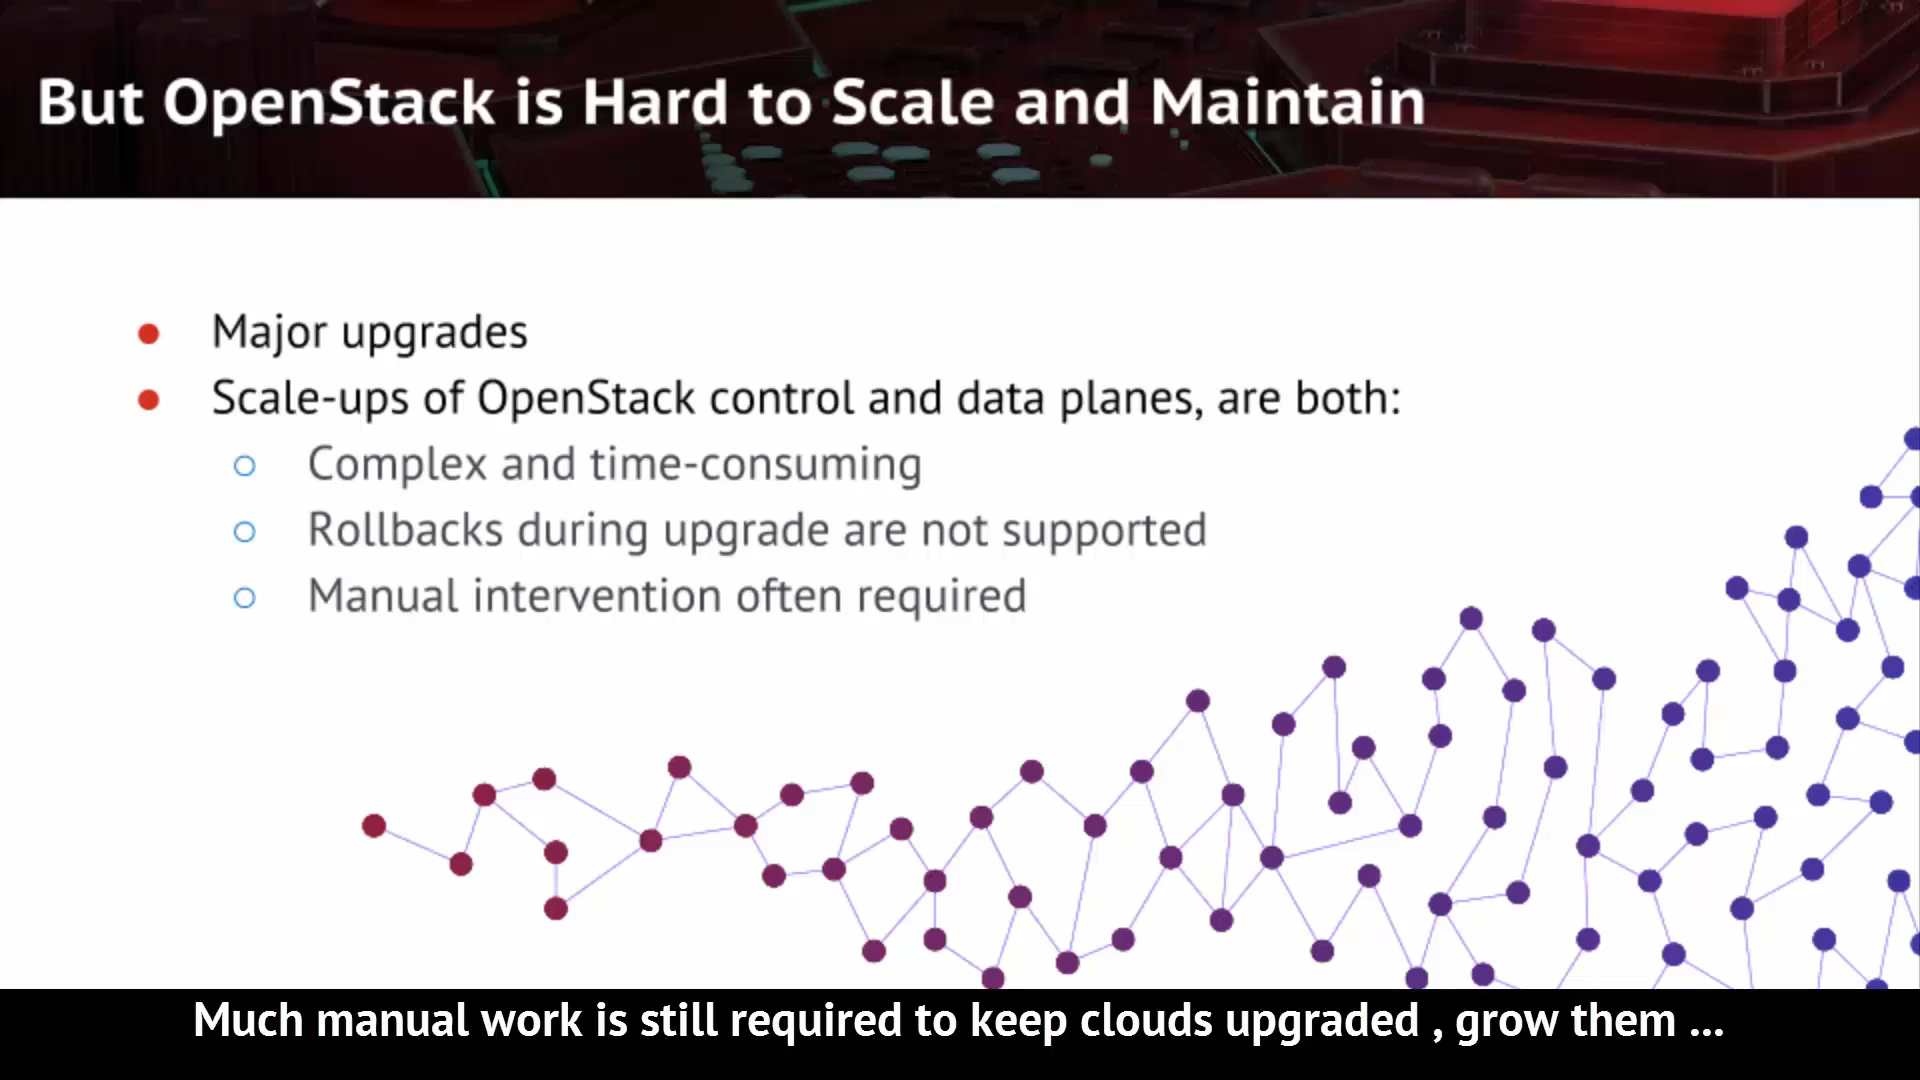 But OpenStack is Hard to Scale and Maintain
Major upgrades
Scale-ups of OpenStack control and data planes, are both:
Complex and time-consuming
Rollbacks during upgrade are not supported
Manual intervention often required
Much manual work is still required to keep clouds upgraded , grow them ...